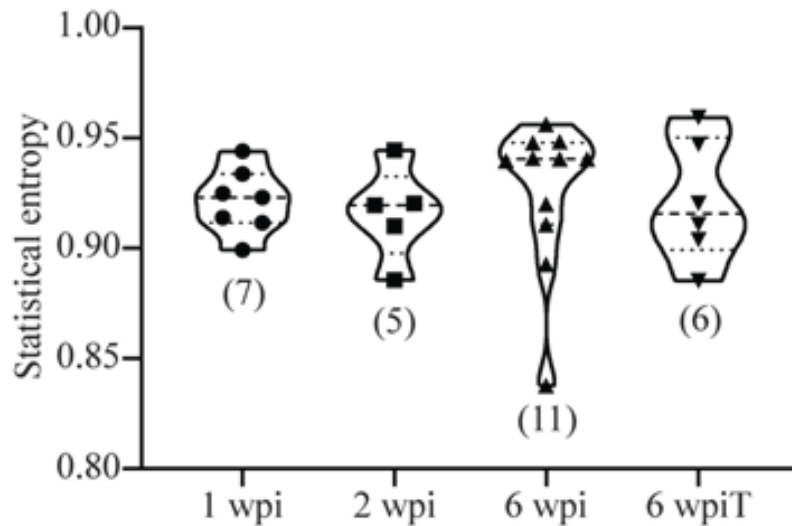 Statistical entropy
1.00
0.95
0.90
0.85
0.80
(7)
(5)
(11)
(6)
1 wpi
2 wpi
6 wpi
6 wpiT